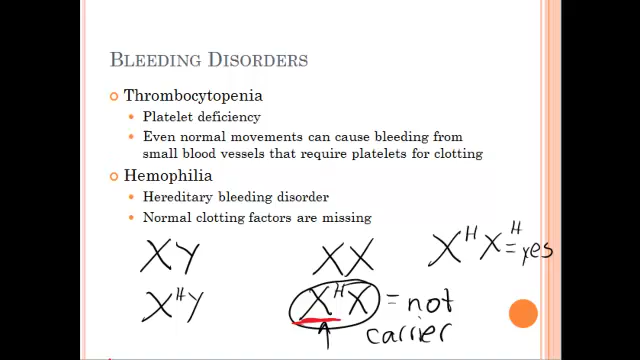 BLEEDING DISORDERS
Thrombocytopenia
Platelet deficiency
Even normal movements can cause bleeding from
small blood vessels that require platelets for clotting
Hemophilia
Hereditary bleeding disorder
Normal clotting factors are missing
XY XX X^H X^H = yes
X^H Y X^H X = not
carrier